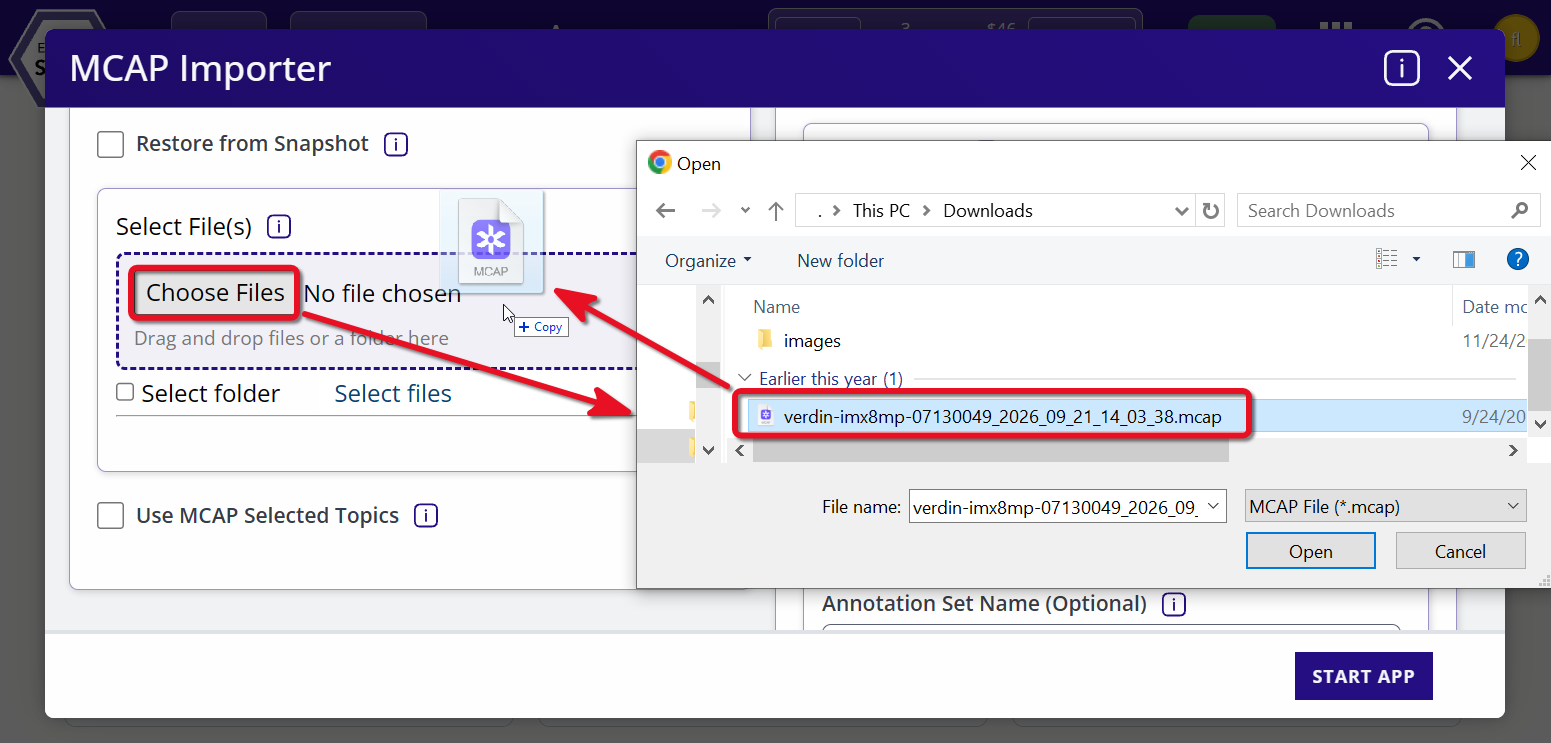 3 $46
fl
MCAP Importer
Restore from Snapshot
Select File(s)
MCAP
Choose Files No file chosen
+ Copy
Drag and drop files or a folder here
Select folder Select files
Use MCAP Selected Topics
Open
. > This PC > Downloads
Search Downloads
Organize New folder
?
Name
Date mo
images
11/24/2
Earlier this year (1)
verdin-imx8mp-07130049_2026_09_21_14_03_38.mcap
9/24/20
File name: verdin-imx8mp-07130049_2026_09_
MCAP File (*.mcap)
Open Cancel
Annotation Set Name (Optional)
START APP